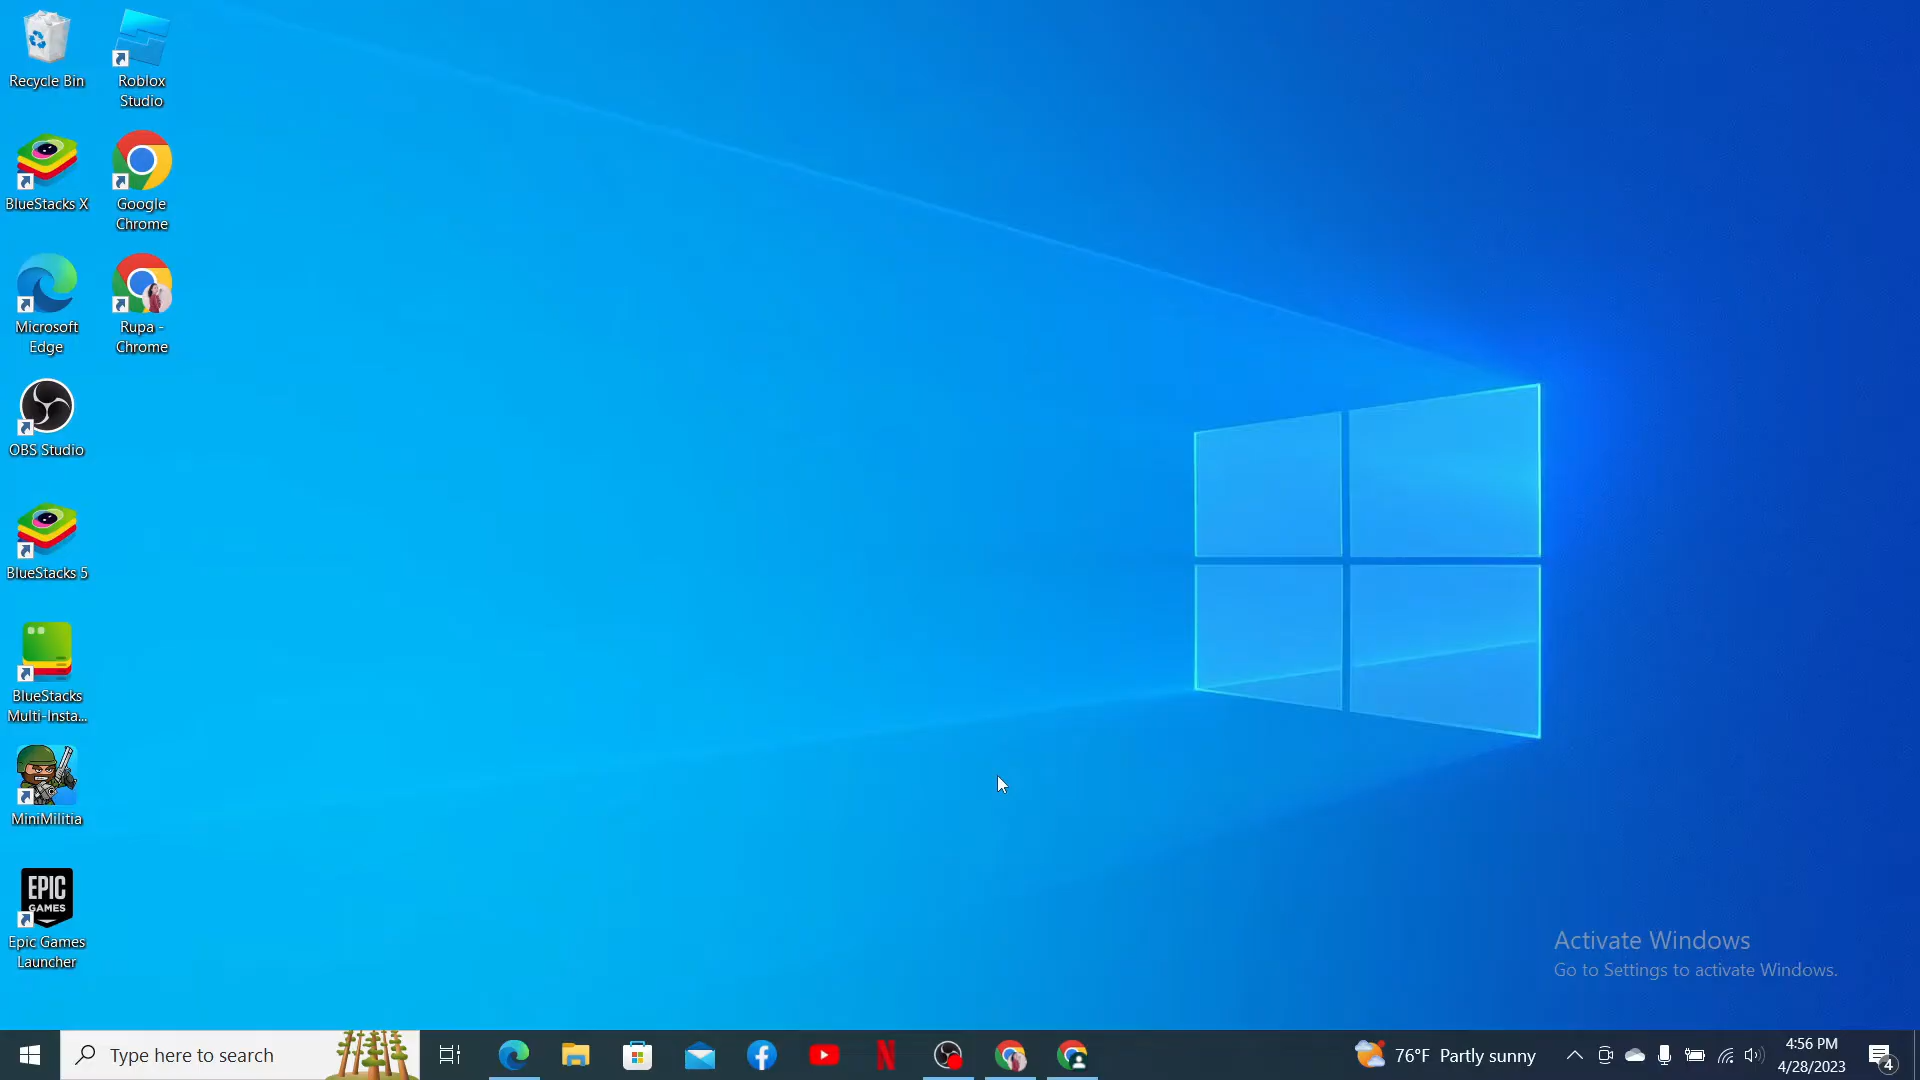 Recycle Bin
Roblox
Studio
BlueStacks X
Google
Chrome
Microsoft
Edge
Rupa -
Chrome
OBS Studio
BlueStacks 5
BlueStacks
Multi-Insta...
MiniMilitia
EPIC
GAMES
Epic Games
Launcher
Activate Windows
Go to Settings to activate Windows.
Type here to search
76°F Partly sunny
4:56 PM
4/28/2023
4